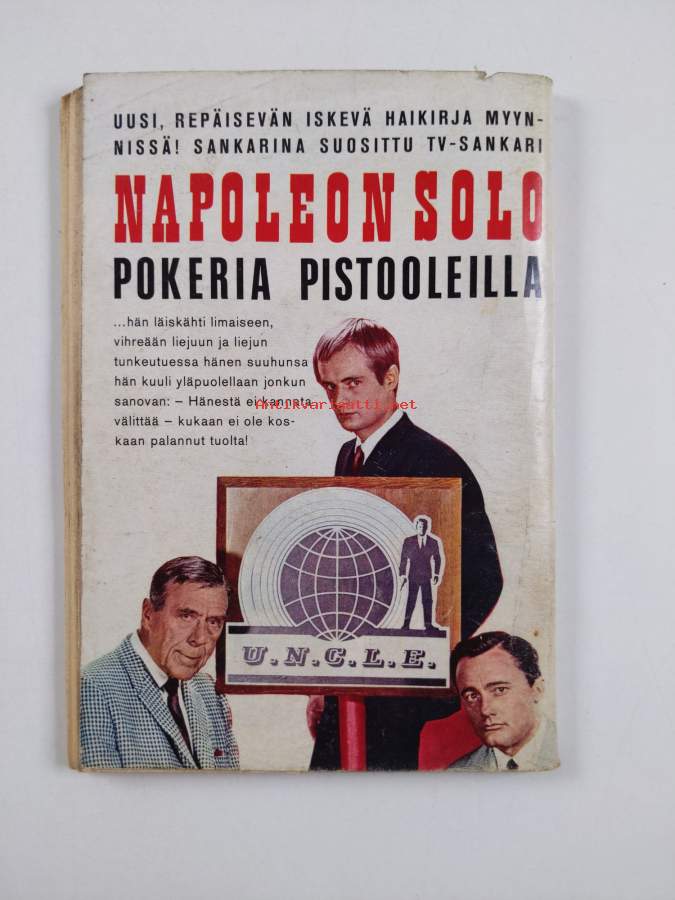 UUSI, REPÄISEVÄN ISKEVÄ HAIKIRJA MYYN-
NISSÄ! SANKARINA SUOSITTU TV-SANKARI
NAPOLEON SOLO
POKERIA PISTOOLEILLA
...hän läiskähti limaiseen,
vihreään liejuun ja liejun
tunkeutuessa hänen suuhunsa
hän kuuli yläpuolellaan jonkun
sanovan: – Hänestä ei kannata
välittää – kukaan ei ole kos-
kaan palannut tuolta!
Antikvariaatti.net
U.N.C.L.E.